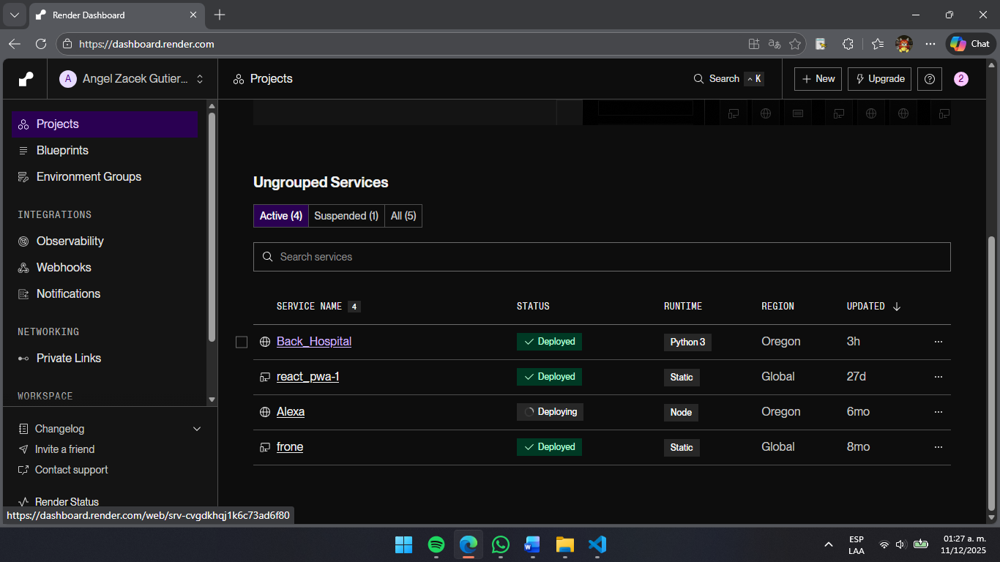 Render Dashboard
https://dashboard.render.com
Chat
A Angel Zacek Gutier...
Projects
Search ^ K
+ New
Upgrade
2
Projects
Blueprints
Environment Groups
INTEGRATIONS
Observability
Webhooks
Notifications
NETWORKING
Private Links
WORKSPACE
Changelog
Invite a friend
Contact support
Render Status
https://dashboard.render.com/web/srv-cvgdkhqj1k6c73ad6f80
Ungrouped Services
Active (4) Suspended (1) All (5)
Search services
SERVICE NAME 4 STATUS RUNTIME REGION UPDATED ↓
Back_Hospital Deployed Python 3 Oregon 3h ...
react_pwa-1 Deployed Static Global 27d ...
Alexa Deploying Node Oregon 6mo ...
frone Deployed Static Global 8mo ...
ESP
LAA
01:27 a. m.
11/12/2025